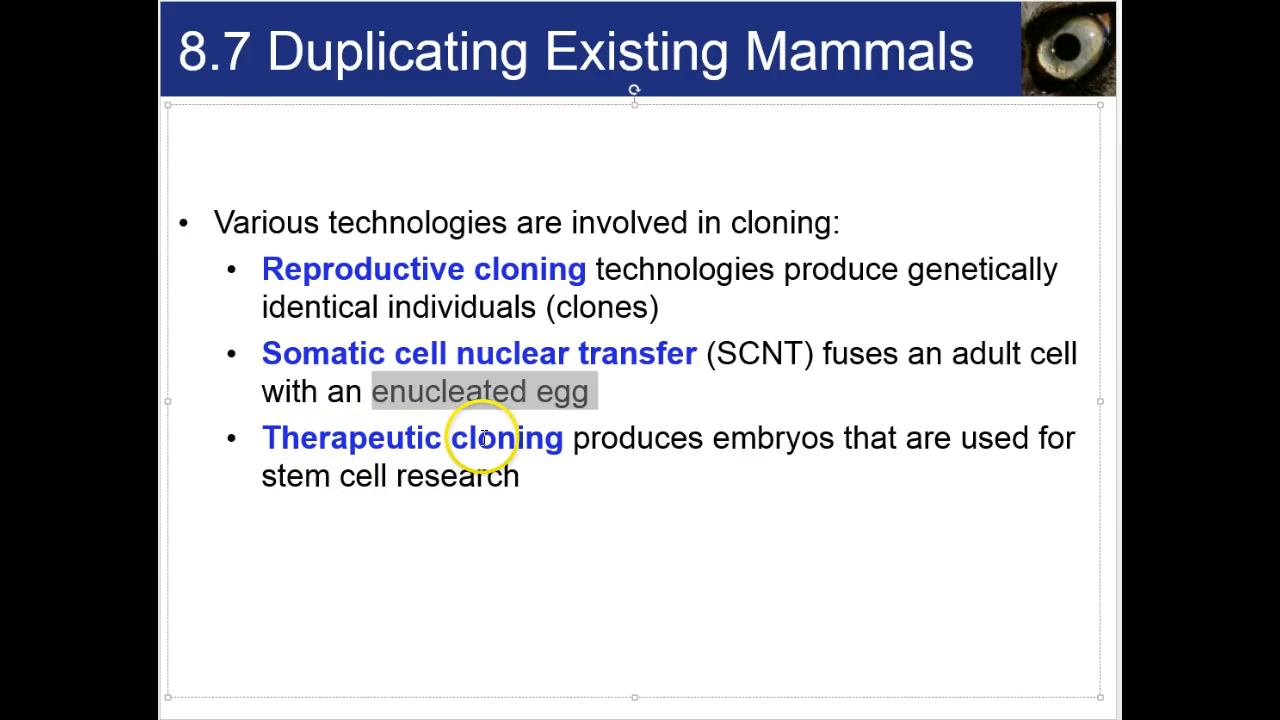 8.7 Duplicating Existing Mammals
• Various technologies are involved in cloning:
• Reproductive cloning technologies produce genetically
identical individuals (clones)
• Somatic cell nuclear transfer (SCNT) fuses an adult cell
with an enucleated egg
• Therapeutic cloning produces embryos that are used for
stem cell research